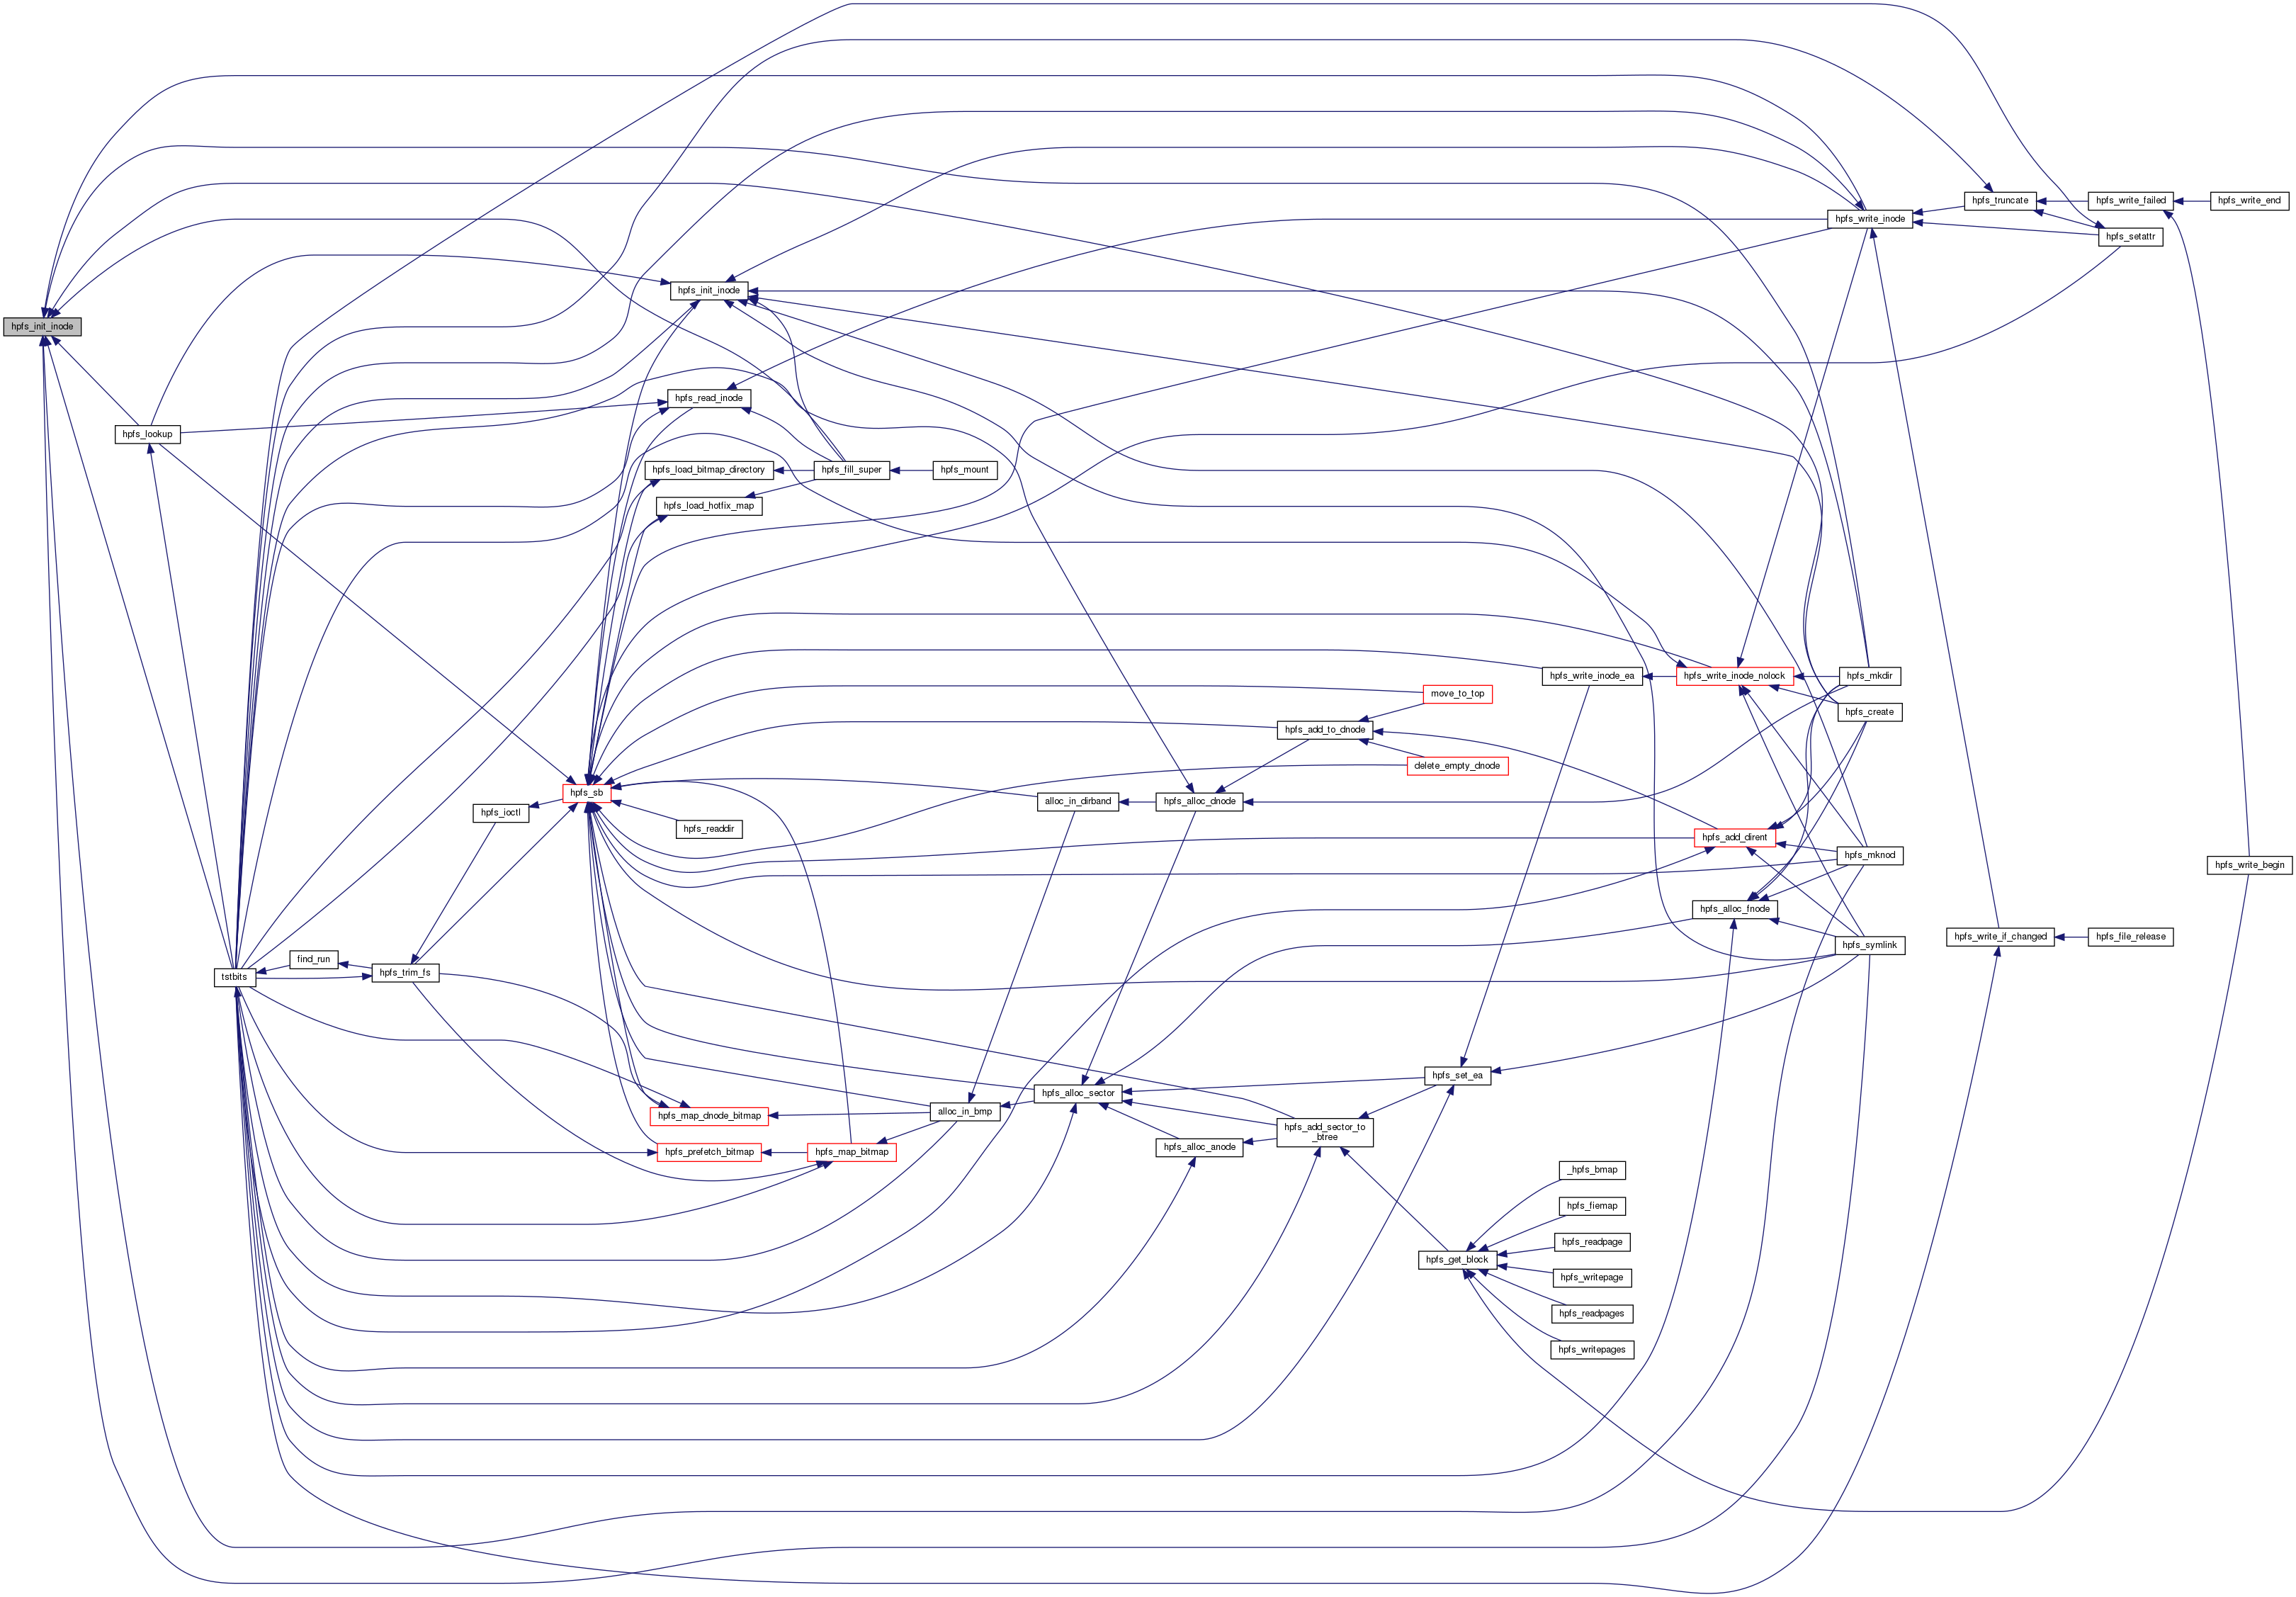 hpfs_truncate
hpfs_write_failed
hpfs_write_end
hpfs_write_inode
hpfs_setattr
hpfs_init_inode
hpfs_init_inode
hpfs_read_inode
hpfs_lookup
hpfs_load_bitmap_directory
hpfs_fill_super
hpfs_mount
hpfs_load_hotfix_map
hpfs_write_inode_ea
hpfs_write_inode_nolock
hpfs_mkdir
move_to_top
hpfs_create
hpfs_add_to_dnode
delete_empty_dnode
hpfs_sb
alloc_in_dirband
hpfs_alloc_dnode
hpfs_ioctl
hpfs_readdir
hpfs_add_dirent
hpfs_mknod
hpfs_write_begin
hpfs_alloc_fnode
hpfs_write_if_changed
hpfs_file_release
hpfs_symlink
find_run
hpfs_trim_fs
tstbits
hpfs_set_ea
hpfs_alloc_sector
alloc_in_bmp
hpfs_map_dnode_bitmap
hpfs_add_sector_to
_btree
hpfs_alloc_anode
hpfs_prefetch_bitmap
hpfs_map_bitmap
_hpfs_bmap
hpfs_fiemap
hpfs_readpage
hpfs_get_block
hpfs_writepage
hpfs_readpages
hpfs_writepages